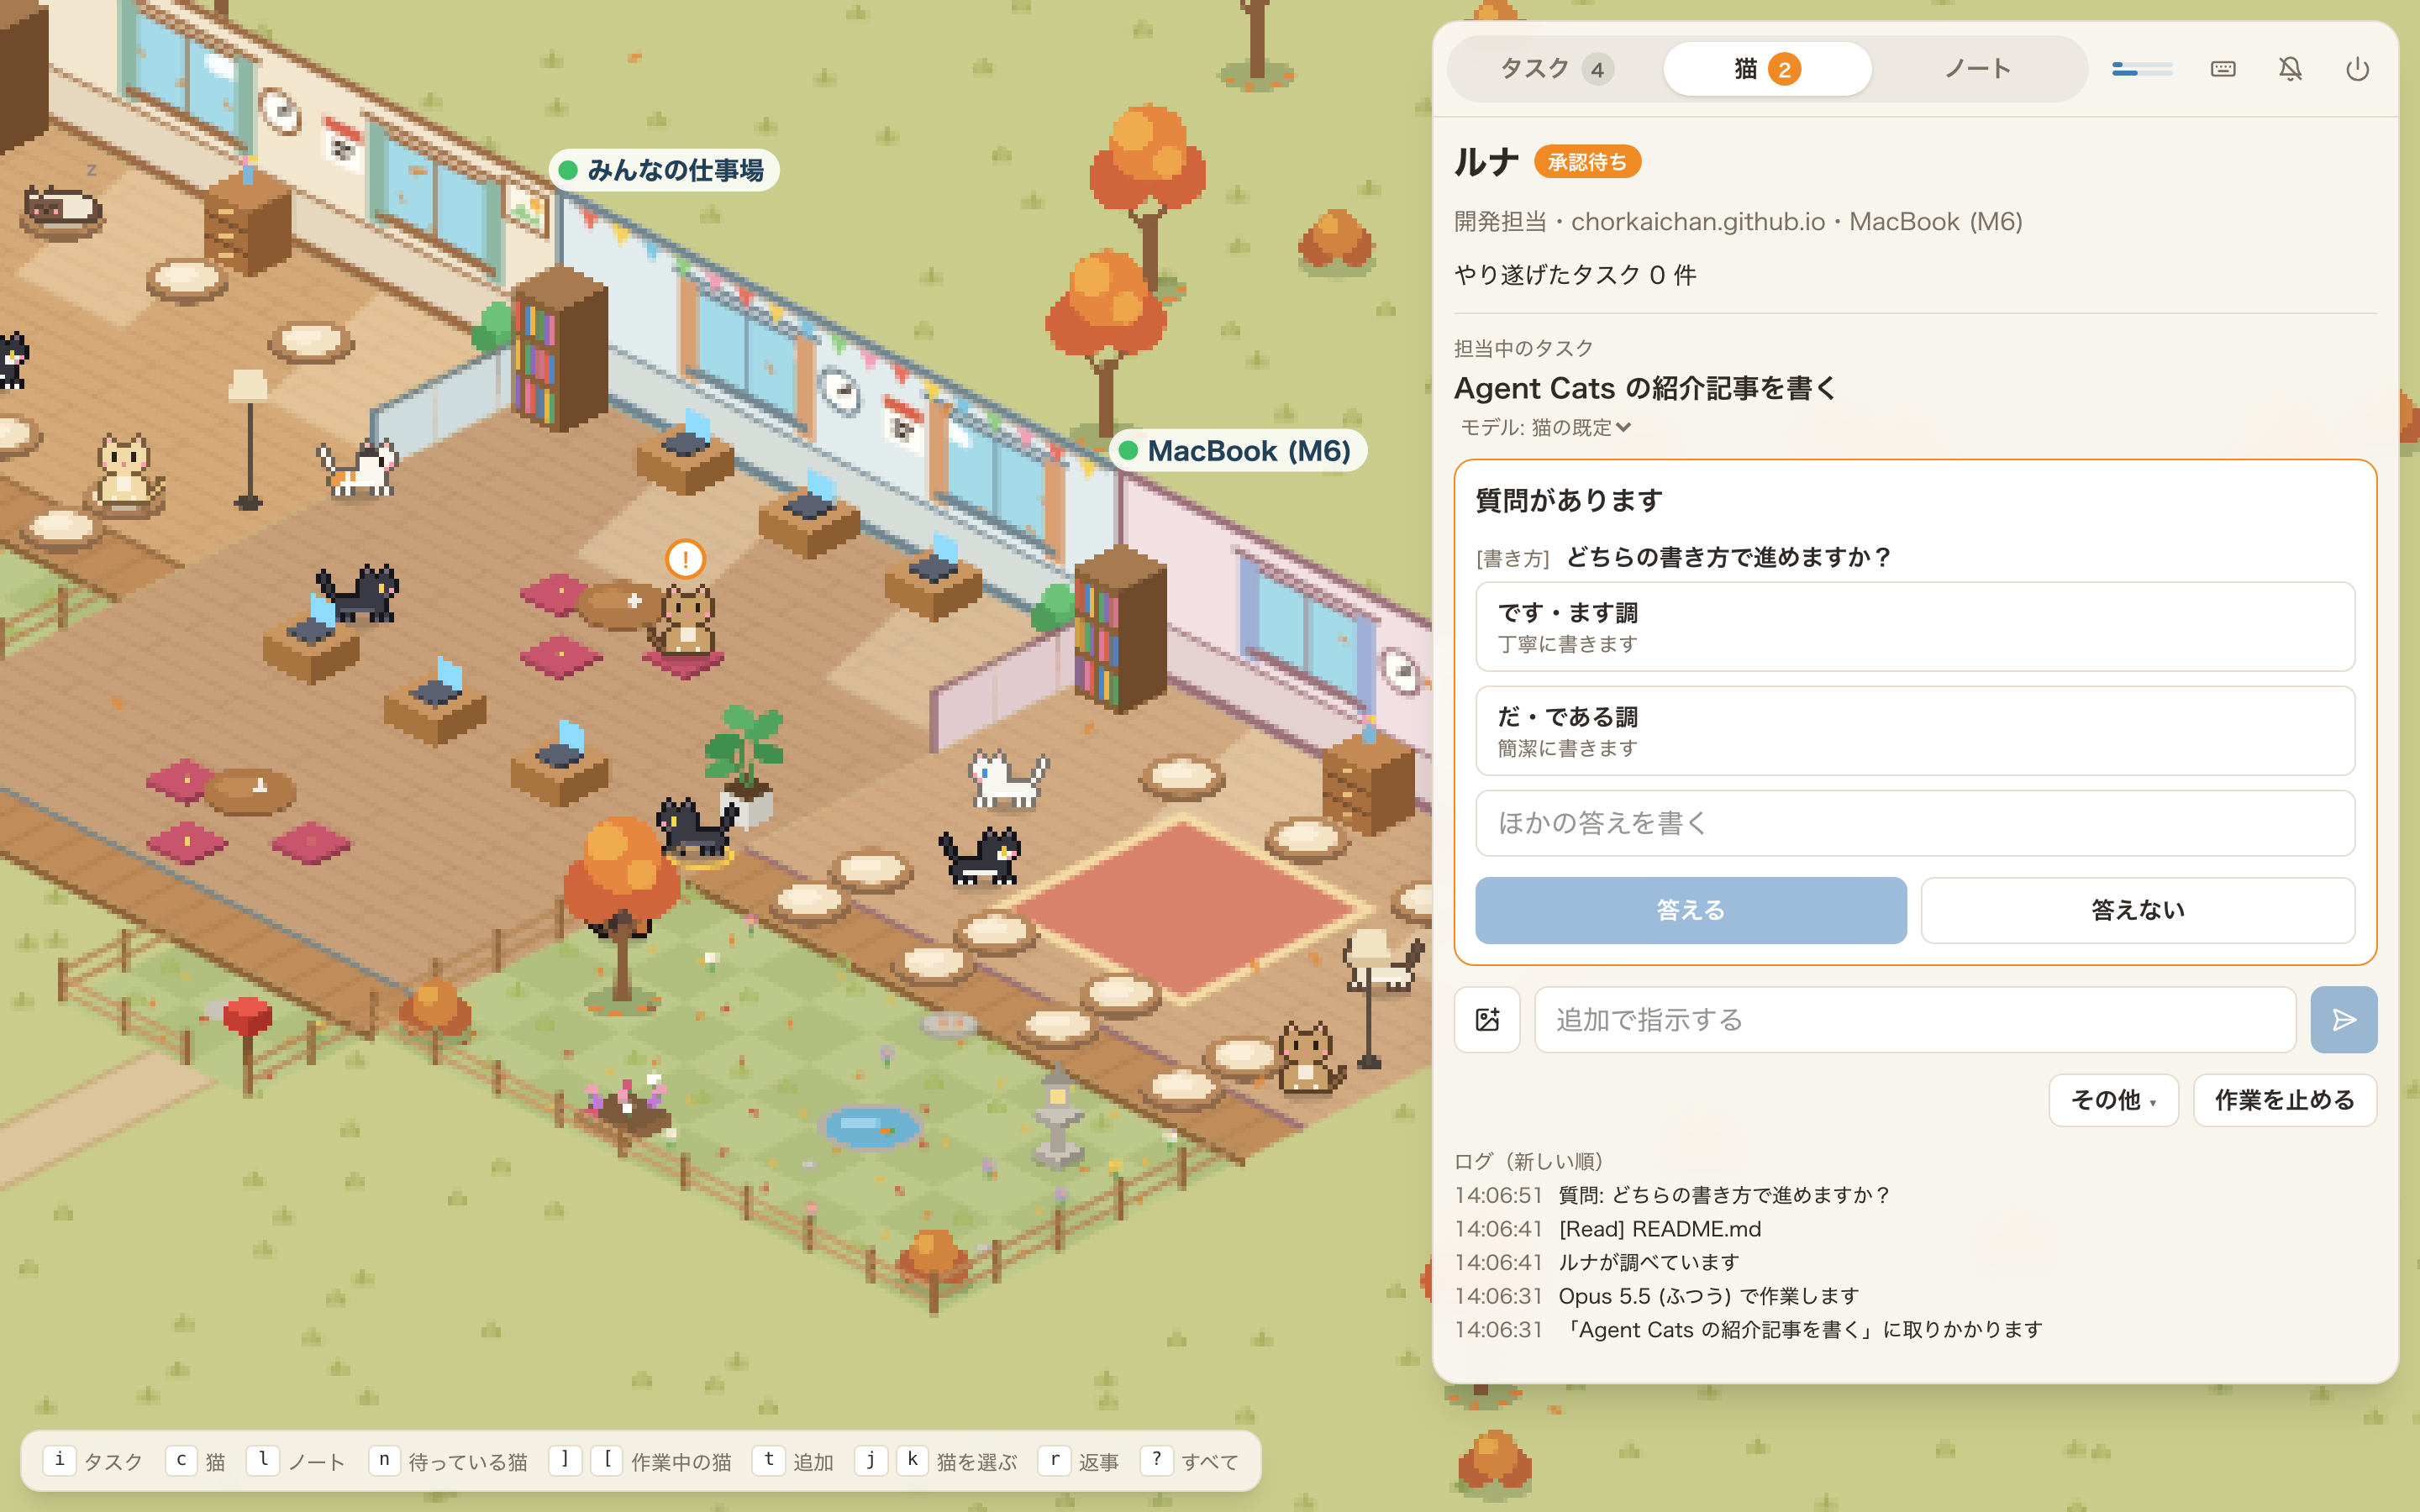 みんなの仕事場
MacBook (M6)
z
タスク 4
猫 2
ノート
ルナ 承認待ち
開発担当・chorkaichan.github.io・MacBook (M6)
やり遂げたタスク 0 件
担当中のタスク
Agent Cats の紹介記事を書く
モデル: 猫の既定
質問があります
[書き方] どちらの書き方で進めますか？
です・ます調
丁寧に書きます
だ・である調
簡潔に書きます
ほかの答えを書く
答える
答えない
追加で指示する
その他
作業を止める
ログ（新しい順）
14:06:51 質問: どちらの書き方で進めますか？
14:06:41 [Read] README.md
14:06:41 ルナが調べています
14:06:31 Opus 5.5 (ふつう) で作業します
14:06:31 「Agent Cats の紹介記事を書く」に取りかかります
i タスク c 猫 l ノート n 待っている猫 ] [ 作業中の猫 t 追加 j k 猫を選ぶ r 返事 ? すべて
!